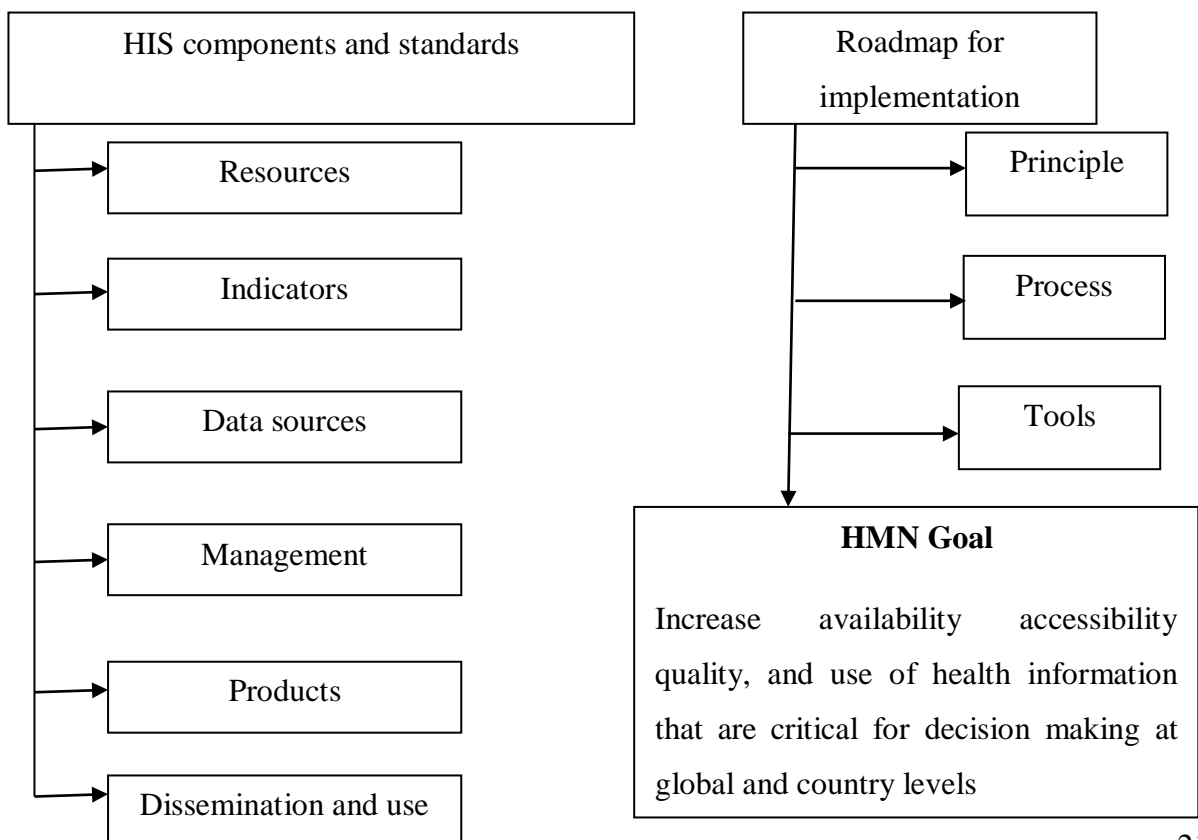 HIS components and standards
Resources
Indicators
Data sources
Management
Products
Dissemination and use
Roadmap for
implementation
Principle
Process
Tools
HMN Goal
Increase availability accessibility
quality, and use of health information
that are critical for decision making at
global and country levels